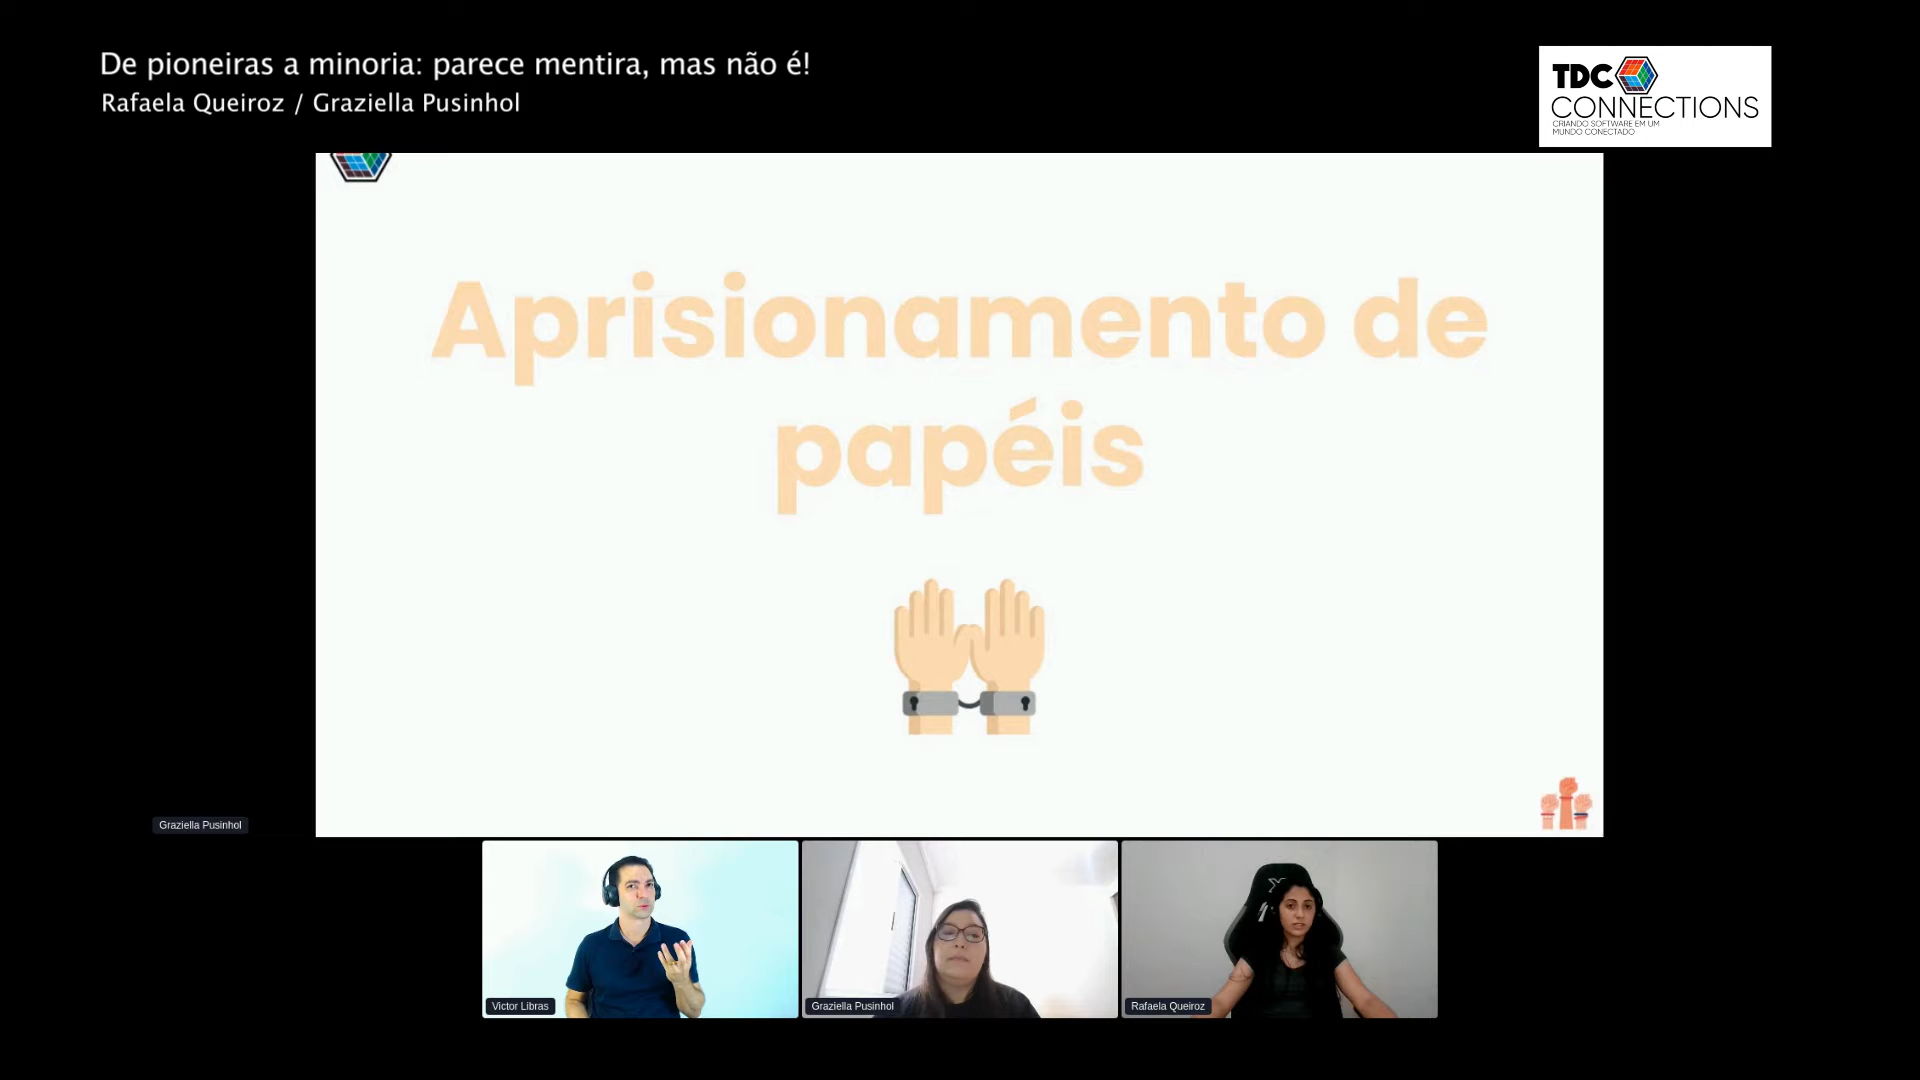 De pioneiras a minoria: parece mentira, mas não é!
Rafaela Queiroz / Graziella Pusinhol
TDC
CONNECTIONS
CRIANDO SOFTWARE EM UM
MUNDO CONECTADO
Aprisionamento de
papéis
Graziella Pusinhol
Victor Libras
Graziella Pusinhol
Rafaela Queiroz